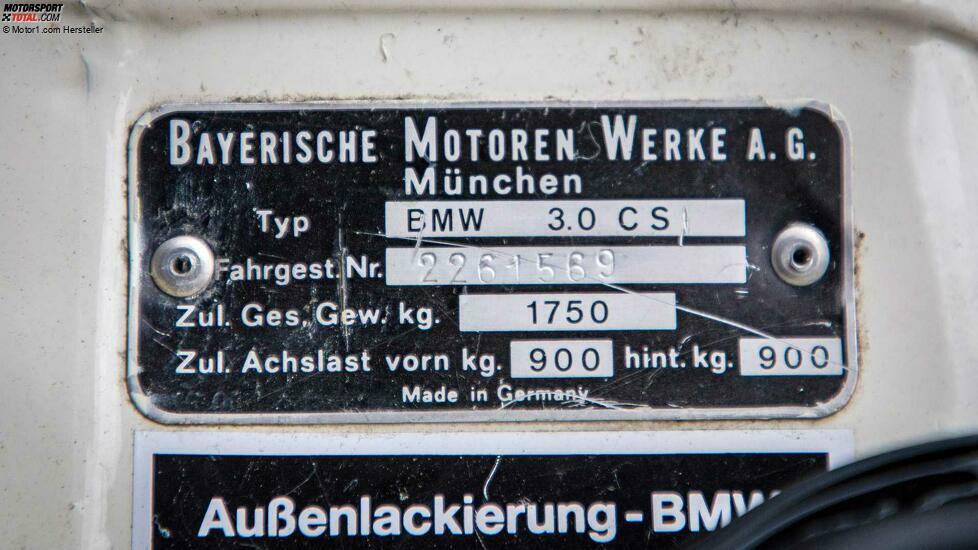 MOTORSPORT
TOTAL.COM
© Motor1.com Hersteller
BAYERISCHE MOTOREN WERKE A.G.
München
Typ BMW 3.0 CSI
Fahrgest. Nr. 2261569
Zul. Ges. Gew. kg. 1750
Zul. Achslast vorn kg. 900 hint. kg. 900
Made in Germany
Außenlackierung - BMW